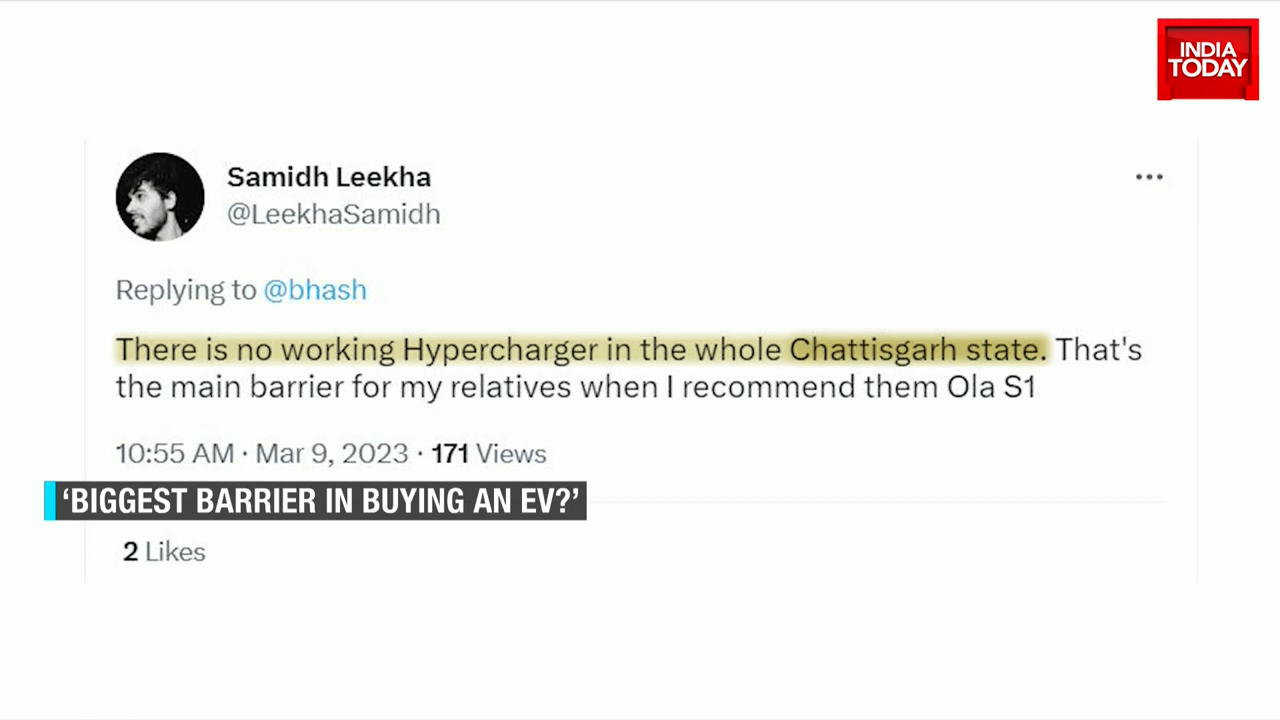 INDIA
TODAY
Samidh Leekha
@LeekhaSamidh
Replying to @bhash
There is no working Hypercharger in the whole Chattisgarh state. That's
the main barrier for my relatives when I recommend them Ola S1
10:55 AM · Mar 9, 2023 · 171 Views
‘BIGGEST BARRIER IN BUYING AN EV?’
2 Likes